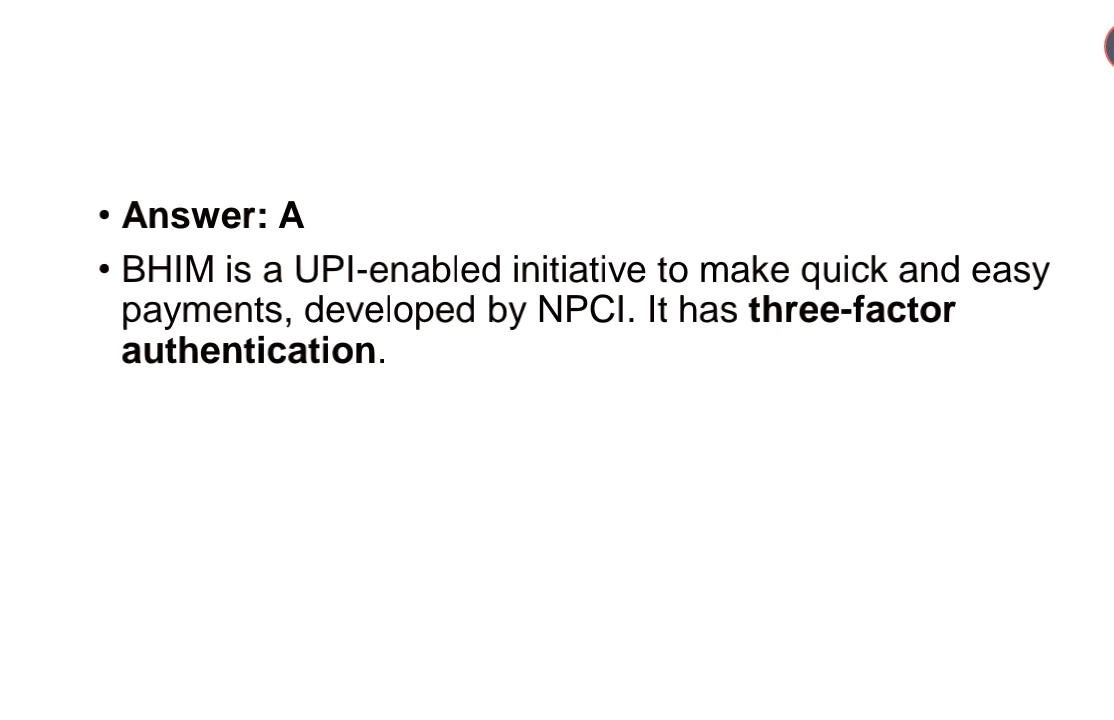 • Answer: A
• BHIM is a UPI-enabled initiative to make quick and easy
payments, developed by NPCI. It has three-factor
authentication.